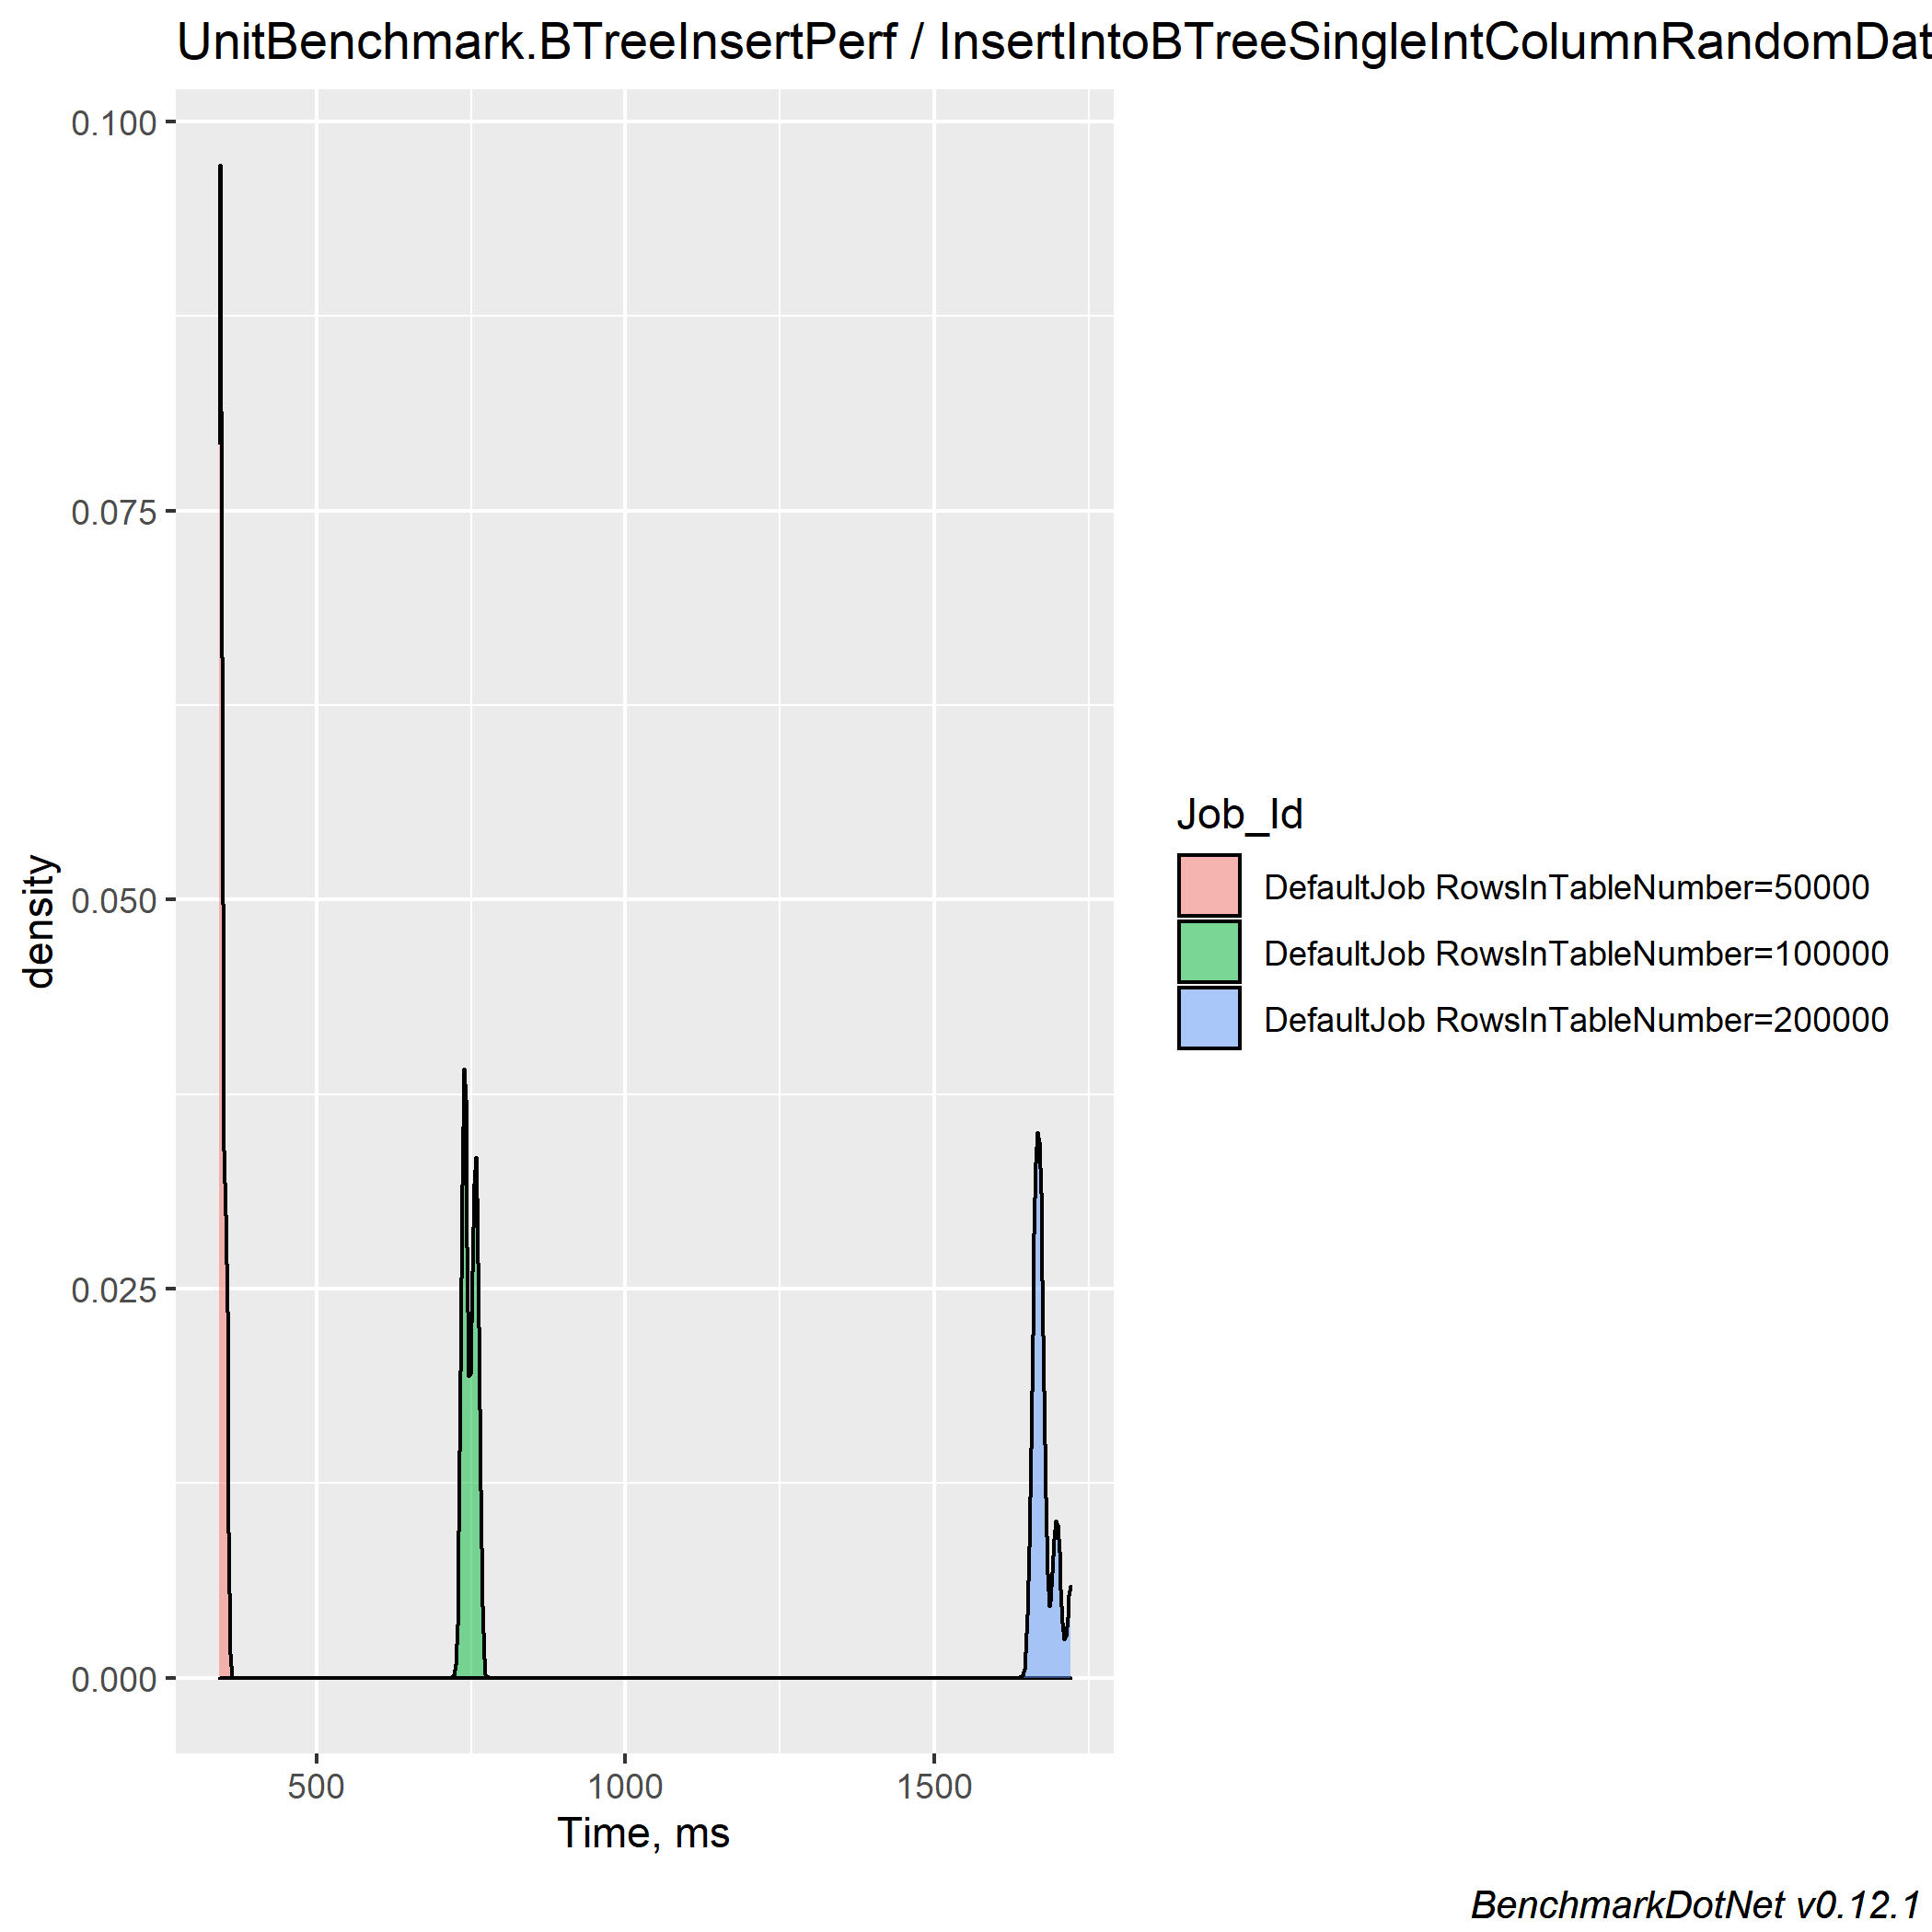 UnitBenchmark.BTreeInsertPerf / InsertIntoBTreeSingleIntColumnRandomDat
0.100
0.075
0.050
0.025
0.000
density
500 1000 1500
Time, ms
Job_Id
DefaultJob RowsInTableNumber=50000
DefaultJob RowsInTableNumber=100000
DefaultJob RowsInTableNumber=200000
BenchmarkDotNet v0.12.1